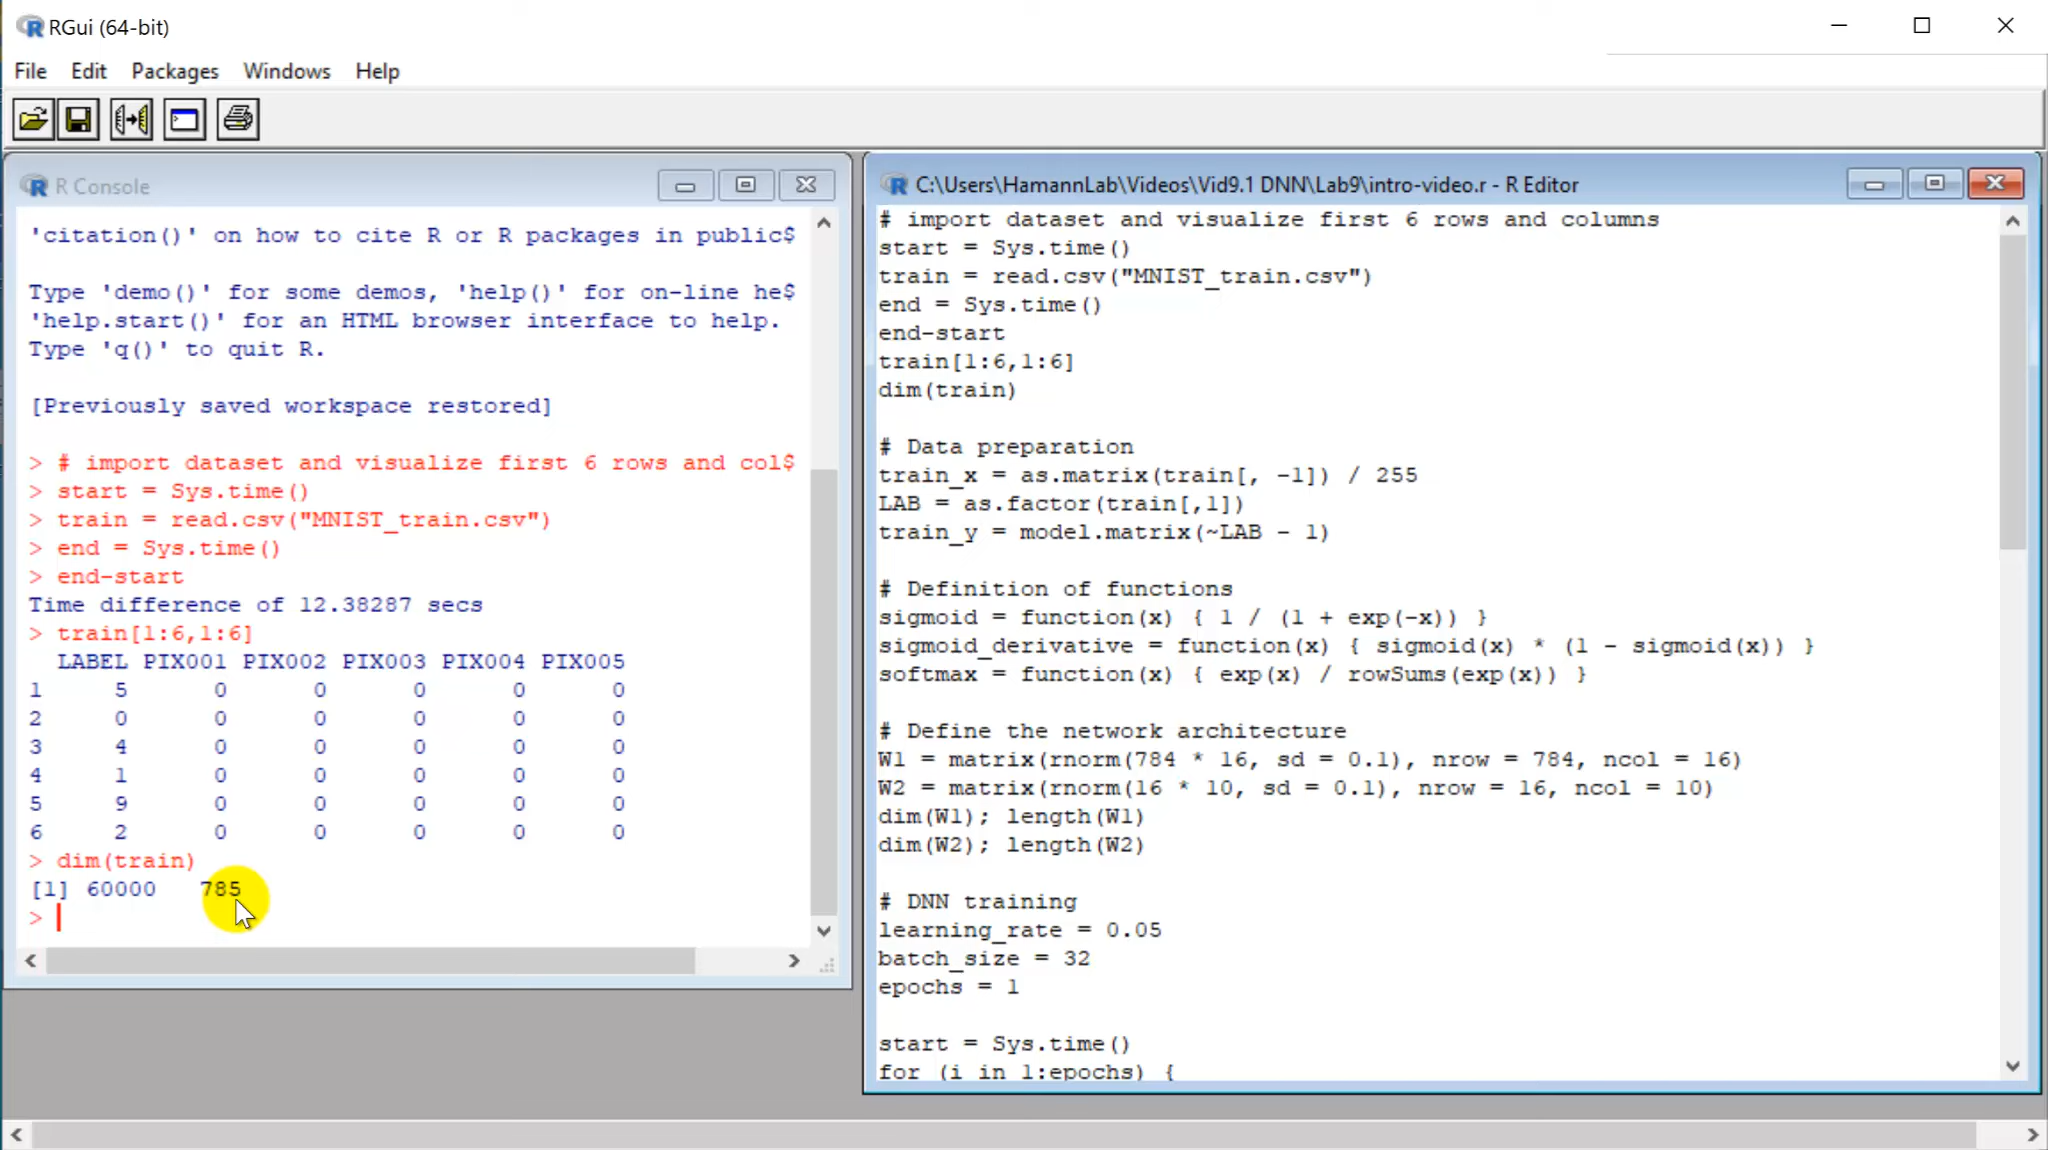 RGui (64-bit)
File Edit Packages Windows Help
R Console
'citation()' on how to cite R or R packages in public$
Type 'demo()' for some demos, 'help()' for on-line he$
'help.start()' for an HTML browser interface to help.
Type 'q()' to quit R.
[Previously saved workspace restored]
> # import dataset and visualize first 6 rows and col$
> start = Sys.time()
> train = read.csv("MNIST_train.csv")
> end = Sys.time()
> end-start
Time difference of 12.38287 secs
> train[1:6,1:6]
  LABEL PIX001 PIX002 PIX003 PIX004 PIX005
1     5      0      0      0      0      0
2     0      0      0      0      0      0
3     4      0      0      0      0      0
4     1      0      0      0      0      0
5     9      0      0      0      0      0
6     2      0      0      0      0      0
> dim(train)
[1] 60000   785
>
C:\Users\HamannLab\Videos\Vid9.1 DNN\Lab9\intro-video.r - R Editor
# import dataset and visualize first 6 rows and columns
start = Sys.time()
train = read.csv("MNIST_train.csv")
end = Sys.time()
end-start
train[1:6,1:6]
dim(train)
# Data preparation
train_x = as.matrix(train[, -1]) / 255
LAB = as.factor(train[,1])
train_y = model.matrix(~LAB - 1)
# Definition of functions
sigmoid = function(x) { 1 / (1 + exp(-x)) }
sigmoid_derivative = function(x) { sigmoid(x) * (1 - sigmoid(x)) }
softmax = function(x) { exp(x) / rowSums(exp(x)) }
# Define the network architecture
W1 = matrix(rnorm(784 * 16, sd = 0.1), nrow = 784, ncol = 16)
W2 = matrix(rnorm(16 * 10, sd = 0.1), nrow = 16, ncol = 10)
dim(W1); length(W1)
dim(W2); length(W2)
# DNN training
learning_rate = 0.05
batch_size = 32
epochs = 1
start = Sys.time()
for (i in 1:epochs) {